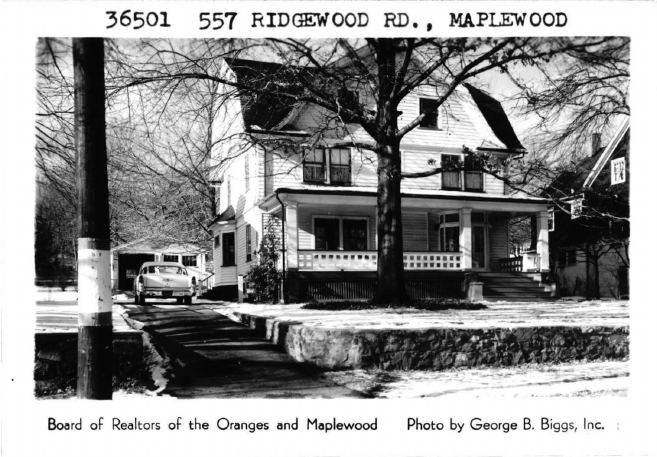 36501 557 RIDGEWOOD RD., MAPLEWOOD
Board of Realtors of the Oranges and Maplewood Photo by George B. Biggs, Inc.